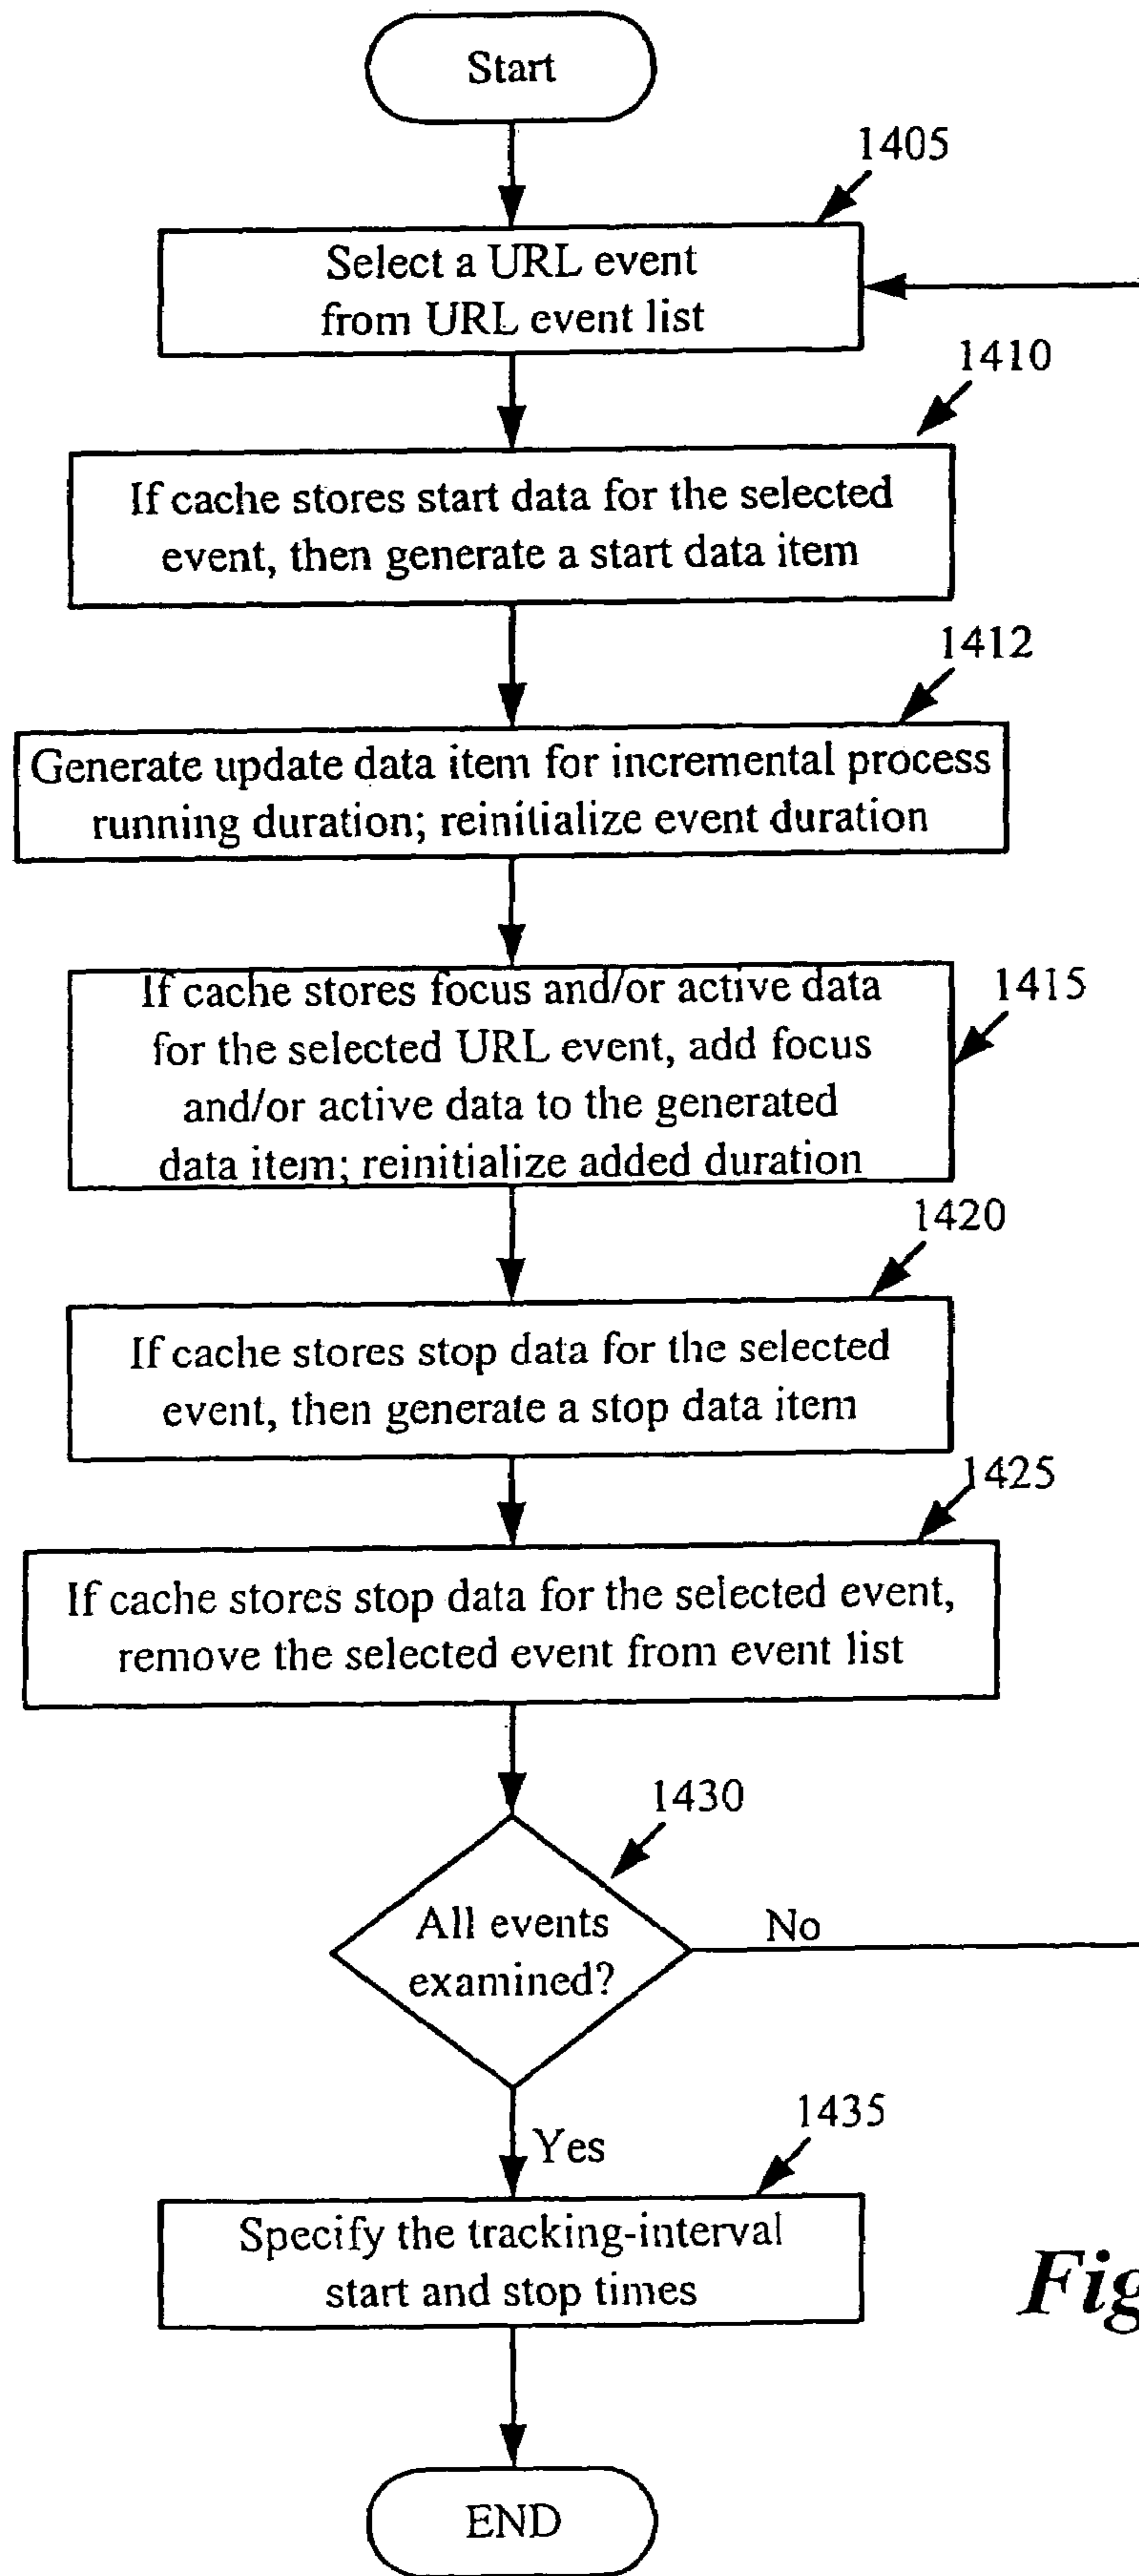 Start
1405
Select a URL event
from URL event list
1410
If cache stores start data for the selected
event, then generate a start data item
1412
Generate update data item for incremental process
running duration; reinitialize event duration
If cache stores focus and/or active data
for the selected URL event, add focus
and/or active data to the generated
data item; reinitialize added duration
1415
1420
If cache stores stop data for the selected
event, then generate a stop data item
1425
If cache stores stop data for the selected event,
remove the selected event from event list
1430
All events
examined?
No
Yes
1435
Specify the tracking-interval
start and stop times
Fig
END